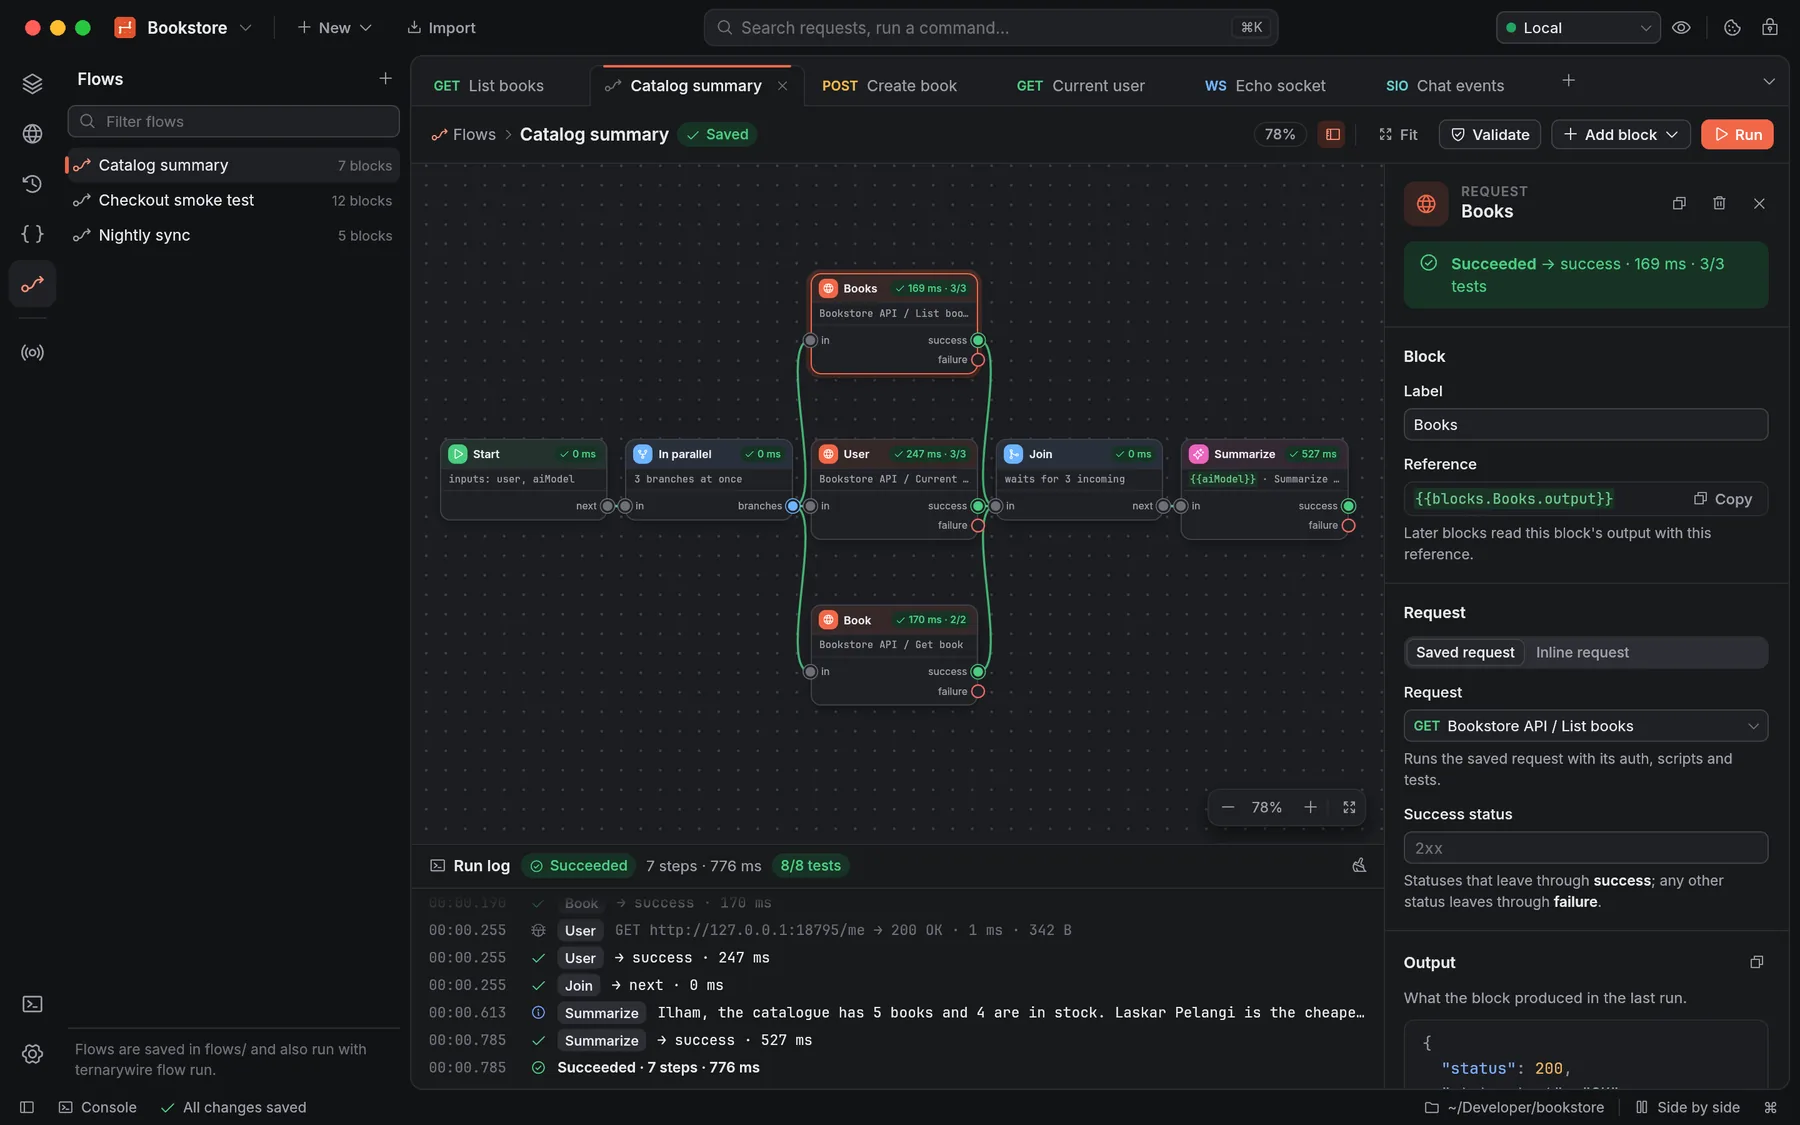 Bookstore
New
Import
Search requests, run a command...
⌘K
Local
Flows
Filter flows
Catalog summary
7 blocks
Checkout smoke test
12 blocks
Nightly sync
5 blocks
Flows are saved in flows/ and also run with
ternarywire flow run.
GET List books
Catalog summary
POST Create book
GET Current user
WS Echo socket
SIO Chat events
Flows
Catalog summary
Saved
78%
Fit
Validate
Add block
Run
Books
169 ms · 3/3
Bookstore API / List boo…
in
success
failure
Start
0 ms
inputs: user, aiModel
next
In parallel
0 ms
3 branches at once
in
branches
User
247 ms · 3/3
Bookstore API / Current …
in
success
failure
Join
0 ms
waits for 3 incoming
in
next
Summarize
527 ms
{{aiModel}} · Summarize …
in
success
failure
Book
170 ms · 2/2
Bookstore API / Get book
in
success
failure
78%
Run log
Succeeded
7 steps · 776 ms
8/8 tests
00:00.190 Book → success · 170 ms
00:00.255 User GET http://127.0.0.1:18795/me → 200 OK · 1 ms · 342 B
00:00.255 User → success · 247 ms
00:00.255 Join → next · 0 ms
00:00.613 Summarize Ilham, the catalogue has 5 books and 4 are in stock. Laskar Pelangi is the cheape…
00:00.785 Summarize → success · 527 ms
00:00.785 Succeeded · 7 steps · 776 ms
REQUEST
Books
Succeeded → success · 169 ms · 3/3
tests
Block
Label
Books
Reference
{{blocks.Books.output}}
Copy
Later blocks read this block's output with this
reference.
Request
Saved request
Inline request
Request
GET Bookstore API / List books
Runs the saved request with its auth, scripts and
tests.
Success status
2xx
Statuses that leave through success; any other
status leaves through failure.
Output
What the block produced in the last run.
{
"status": 200,
Console
All changes saved
~/Developer/bookstore
Side by side
⌘